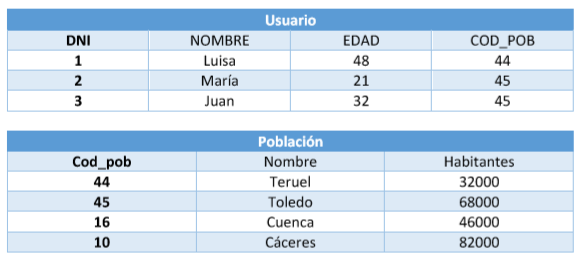 Usuario
DNI NOMBRE EDAD COD_POB
1 Luisa 48 44
2 María 21 45
3 Juan 32 45
Población
Cod_pob Nombre Habitantes
44 Teruel 32000
45 Toledo 68000
16 Cuenca 46000
10 Cáceres 82000